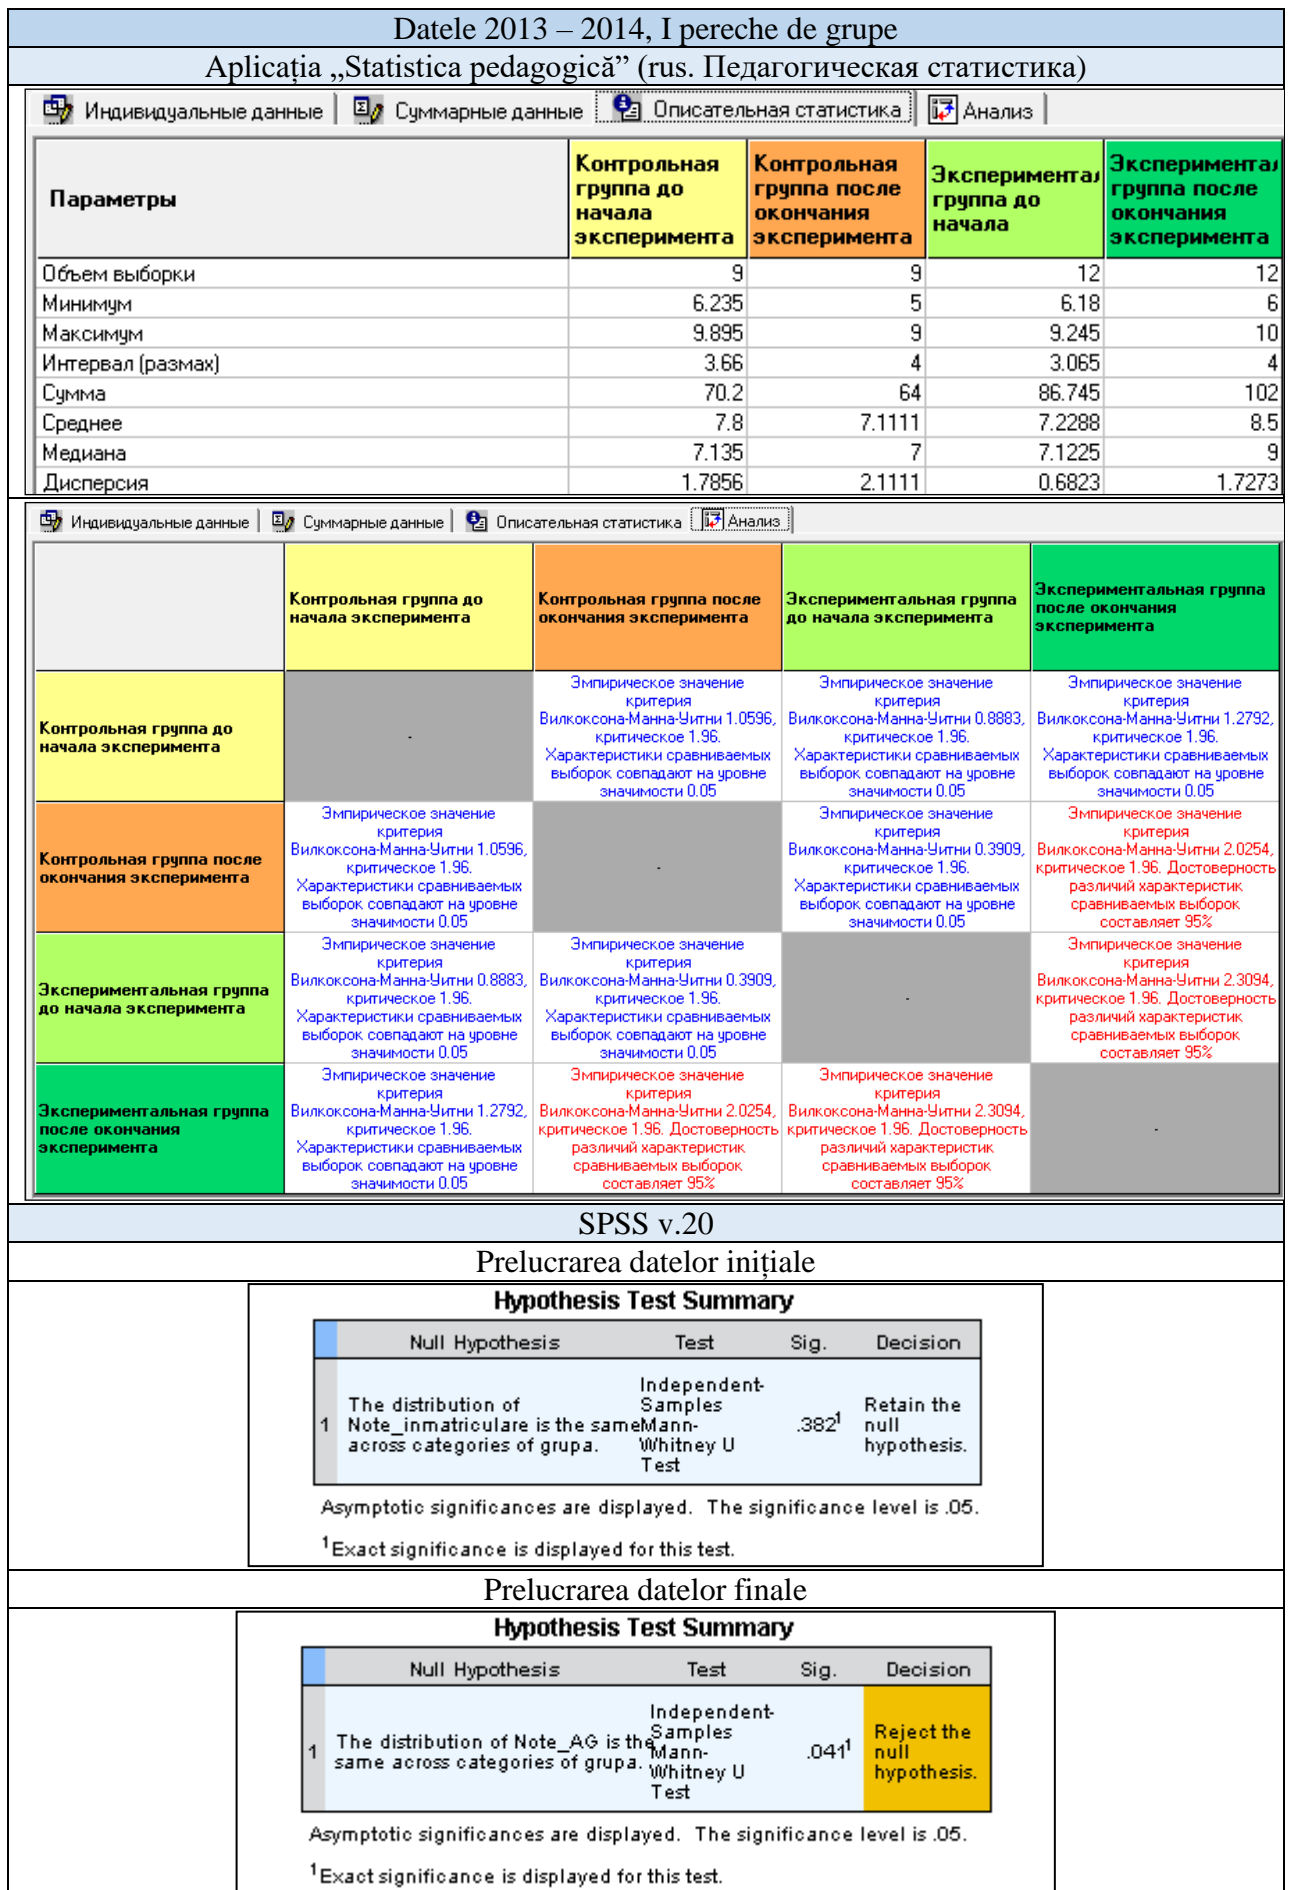 Datele 2013 – 2014, I pereche de grupe
Aplicația „Statistica pedagogică” (rus. Педагогическая статистика)
Индивидуальные данные Суммарные данные Описательная статистика Анализ
Параметры
Контрольная
группа до
начала
эксперимента
Контрольная
группа после
окончания
эксперимента
Экспериментал
группа до
начала
Экспериментал
группа после
окончания
эксперимента
Объем выборки 9 9 12 12
Минимум 6.235 5 6.18 6
Максимум 9.895 9 9.245 10
Интервал (размах) 3.66 4 3.065 4
Сумма 70.2 64 86.745 102
Среднее 7.8 7.1111 7.2288 8.5
Медиана 7.135 7 7.1225 9
Дисперсия 1.7856 2.1111 0.6823 1.7273
Индивидуальные данные Суммарные данные Описательная статистика Анализ
Контрольная группа до
начала эксперимента
Контрольная группа после
окончания эксперимента
Экспериментальная группа
до начала эксперимента
Экспериментальная группа
после окончания
эксперимента
Контрольная группа до
начала эксперимента
-
Эмпирическое значение
критерия
Вилкоксона-Манна-Уитни 1.0596,
критическое 1.96.
Характеристики сравниваемых
выборок совпадают на уровне
значимости 0.05
Эмпирическое значение
критерия
Вилкоксона-Манна-Уитни 0.8883,
критическое 1.96.
Характеристики сравниваемых
выборок совпадают на уровне
значимости 0.05
Эмпирическое значение
критерия
Вилкоксона-Манна-Уитни 1.2792,
критическое 1.96.
Характеристики сравниваемых
выборок совпадают на уровне
значимости 0.05
Контрольная группа после
окончания эксперимента
Эмпирическое значение
критерия
Вилкоксона-Манна-Уитни 1.0596,
критическое 1.96.
Характеристики сравниваемых
выборок совпадают на уровне
значимости 0.05
-
Эмпирическое значение
критерия
Вилкоксона-Манна-Уитни 0.3909,
критическое 1.96.
Характеристики сравниваемых
выборок совпадают на уровне
значимости 0.05
Эмпирическое значение
критерия
Вилкоксона-Манна-Уитни 2.0254,
критическое 1.96. Достоверность
различий характеристик
сравниваемых выборок
составляет 95%
Экспериментальная группа
до начала эксперимента
Эмпирическое значение
критерия
Вилкоксона-Манна-Уитни 0.8883,
критическое 1.96.
Характеристики сравниваемых
выборок совпадают на уровне
значимости 0.05
Эмпирическое значение
критерия
Вилкоксона-Манна-Уитни 0.3909,
критическое 1.96.
Характеристики сравниваемых
выборок совпадают на уровне
значимости 0.05
-
Эмпирическое значение
критерия
Вилкоксона-Манна-Уитни 2.3094,
критическое 1.96. Достоверность
различий характеристик
сравниваемых выборок
составляет 95%
Экспериментальная группа
после окончания
эксперимента
Эмпирическое значение
критерия
Вилкоксона-Манна-Уитни 1.2792,
критическое 1.96.
Характеристики сравниваемых
выборок совпадают на уровне
значимости 0.05
Эмпирическое значение
критерия
Вилкоксона-Манна-Уитни 2.0254,
критическое 1.96. Достоверность
различий характеристик
сравниваемых выборок
составляет 95%
Эмпирическое значение
критерия
Вилкоксона-Манна-Уитни 2.3094,
критическое 1.96. Достоверность
различий характеристик
сравниваемых выборок
составляет 95%
-
SPSS v.20
Prelucrarea datelor inițiale
Hypothesis Test Summary
Null Hypothesis Test Sig. Decision
1
The distribution of
Note_inmatriculare is the same
across categories of grupa.
Independent-
Samples
Mann-
Whitney U
Test
.382¹
Retain the
null
hypothesis.
Asymptotic significances are displayed. The significance level is .05.
¹Exact significance is displayed for this test.
Prelucrarea datelor finale
Hypothesis Test Summary
Null Hypothesis Test Sig. Decision
1
The distribution of Note_AG is the
same across categories of grupa.
Independent-
Samples
Mann-
Whitney U
Test
.041¹
Reject the
null
hypothesis.
Asymptotic significances are displayed. The significance level is .05.
¹Exact significance is displayed for this test.